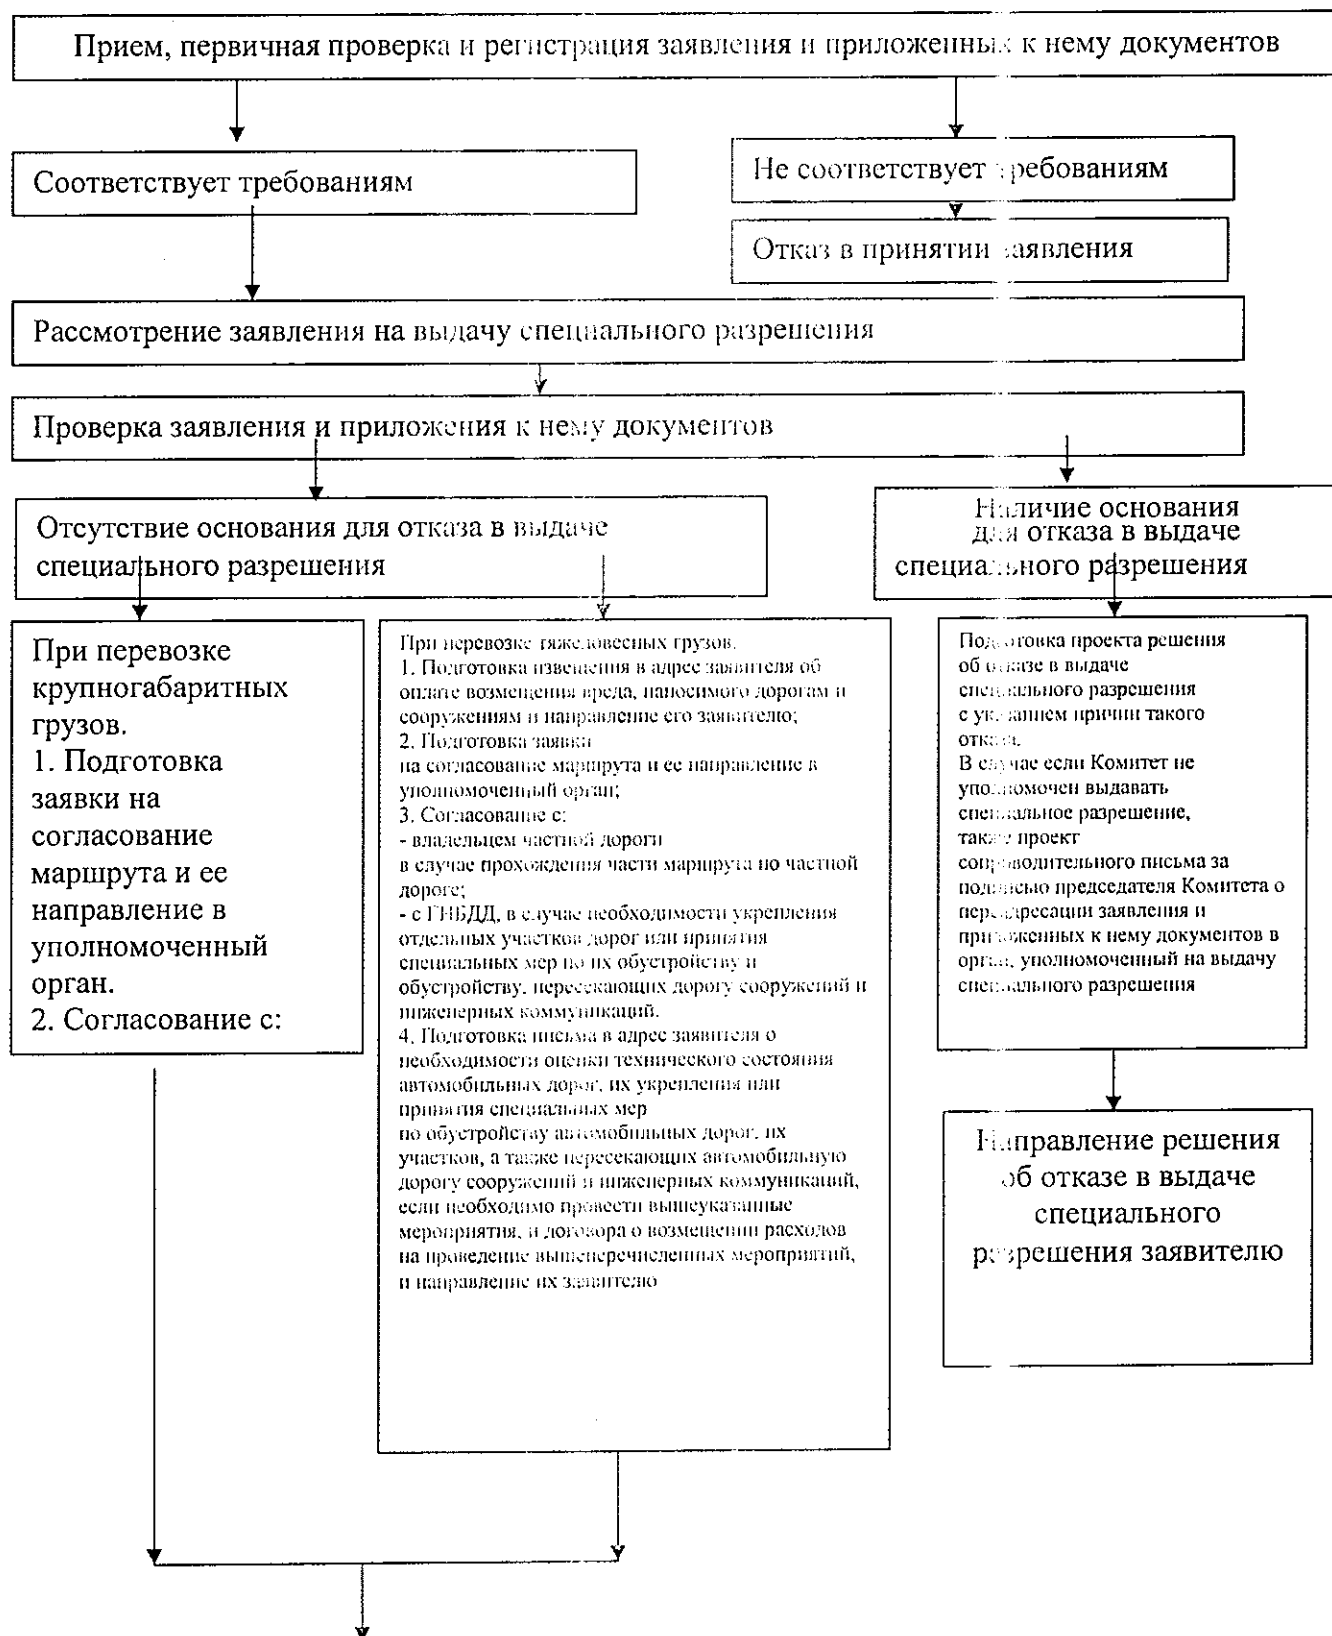 Прием, первичная проверка и регистрация заявления и приложенных к нему документов
Соответствует требованиям
Не соответствует требованиям
Отказ в принятии заявления
Рассмотрение заявления на выдачу специального разрешения
Проверка заявления и приложения к нему документов
Отсутствие основания для отказа в выдаче
специального разрешения
Наличие основания
для отказа в выдаче
специального разрешения
При перевозке
крупногабаритных
грузов.
1. Подготовка
заявки на
согласование
маршрута и ее
направление в
уполномоченный
орган.
2. Согласование с:
При перевозке тяжеловесных грузов.
1. Подготовка извещения в адрес заявителя об
оплате возмещения вреда, наносимого дорогам и
сооружениям и направление его заявителю;
2. Подготовка заявка
на согласование маршрута и ее направление в
уполномоченный орган;
3. Согласование с:
- владельцем частной дороги
в случае прохождения части маршрута по частной
дороге;
- с ГИБДД, в случае необходимости укрепления
отдельных участков дорог или принятия
специальных мер по их обустройству и
обустройству, пересекающих дорогу сооружений и
инженерных коммуникаций.
4. Подготовка письма в адрес заявителя о
необходимости оценки технического состояния
автомобильных дорог, их укрепления или
принятия специальных мер
по обустройству автомобильных дорог, их
участков, а также пересекающих автомобильную
дорогу сооружений и инженерных коммуникаций,
если необходимо провести вышеуказанные
мероприятия, и договора о возмещении расходов
на проведение вышеперечисленных мероприятий,
и направление их заявителю
Подготовка проекта решения
об отказе в выдаче
специального разрешения
с указанием причин такого
отказа.
В случае если Комитет не
уполномочен выдавать
специальное разрешение,
также проект
сопроводительного письма за
подписью председателя Комитета о
переадресации заявления и
приложенных к нему документов в
орган, уполномоченный на выдачу
специального разрешения
Направление решения
об отказе в выдаче
специального
разрешения заявителю